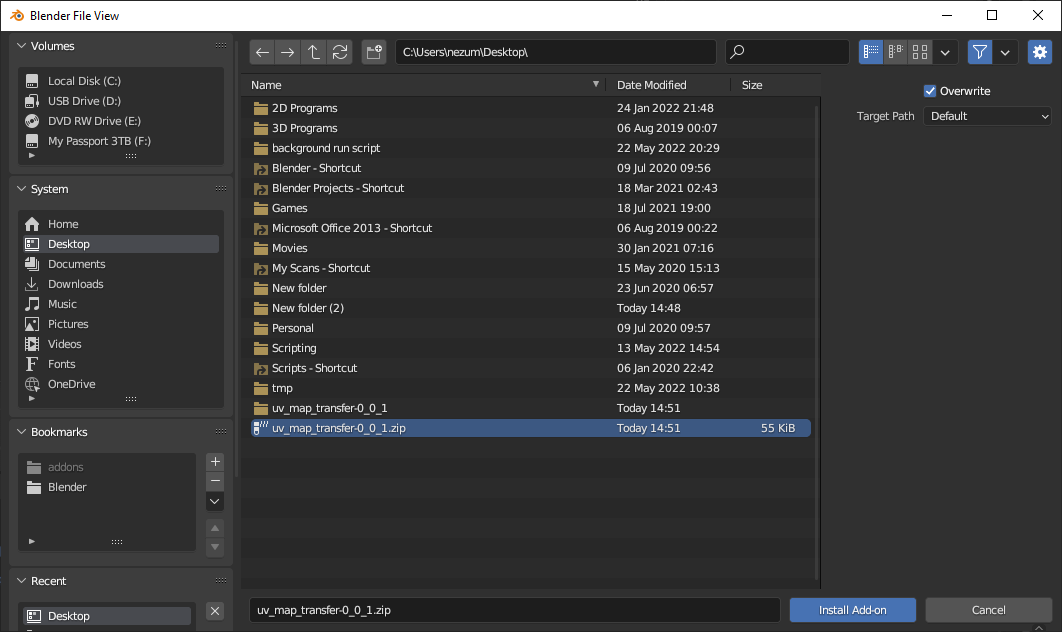 Blender File View
Volumes
Local Disk (C:)
USB Drive (D:)
DVD RW Drive (E:)
My Passport 3TB (F:)
System
Home
Desktop
Documents
Downloads
Music
Pictures
Videos
Fonts
OneDrive
Bookmarks
addons
Blender
Recent
Desktop
C:\Users\nezum\Desktop\
Name Date Modified Size
2D Programs 24 Jan 2022 21:48
3D Programs 06 Aug 2019 00:07
background run script 22 May 2022 20:29
Blender - Shortcut 09 Jul 2020 09:56
Blender Projects - Shortcut 18 Mar 2021 02:43
Games 18 Jul 2021 19:00
Microsoft Office 2013 - Shortcut 06 Aug 2019 00:22
Movies 30 Jan 2021 07:16
My Scans - Shortcut 15 May 2020 15:13
New folder 23 Jun 2020 06:57
New folder (2) Today 14:48
Personal 09 Jul 2020 09:57
Scripting 13 May 2022 14:54
Scripts - Shortcut 06 Jan 2020 22:42
tmp 22 May 2022 10:38
uv_map_transfer-0_0_1 Today 14:51
uv_map_transfer-0_0_1.zip Today 14:51 55 KiB
Overwrite
Target Path Default
uv_map_transfer-0_0_1.zip
Install Add-on
Cancel